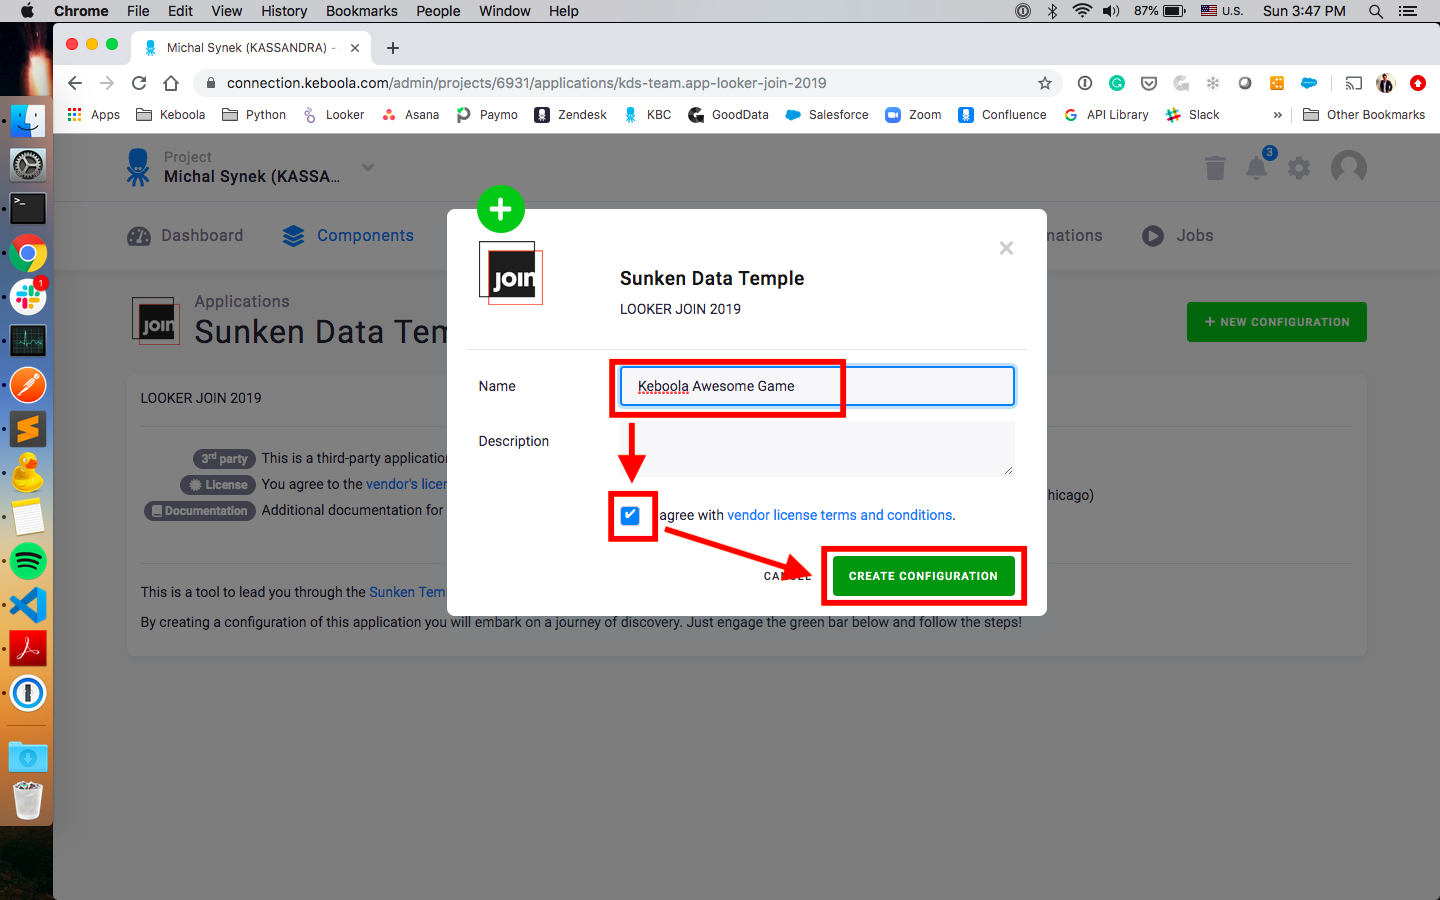 Chrome File Edit View History Bookmarks People Window Help 87% U.S. Sun 3:47 PM
Michal Synek (KASSANDRA) -
connection.keboola.com/admin/projects/6931/applications/kds-team.app-looker-join-2019
Apps Keboola Python Looker Asana Paymo Zendesk KBC GoodData Salesforce Zoom Confluence API Library Slack » Other Bookmarks
Project
Michal Synek (KASSA...
3
Dashboard Components mations Jobs
join
Sunken Data Temple
LOOKER JOIN 2019
Applications
join
Sunken Data Tem
+ NEW CONFIGURATION
Name Keboola Awesome Game
Description
LOOKER JOIN 2019
3rd party This is a third-party application
License You agree to the vendor's licen
hicago)
Documentation Additional documentation for
agree with vendor license terms and conditions.
CANCEL CREATE CONFIGURATION
This is a tool to lead you through the Sunken Tem
By creating a configuration of this application you will embark on a journey of discovery. Just engage the green bar below and follow the steps!
1